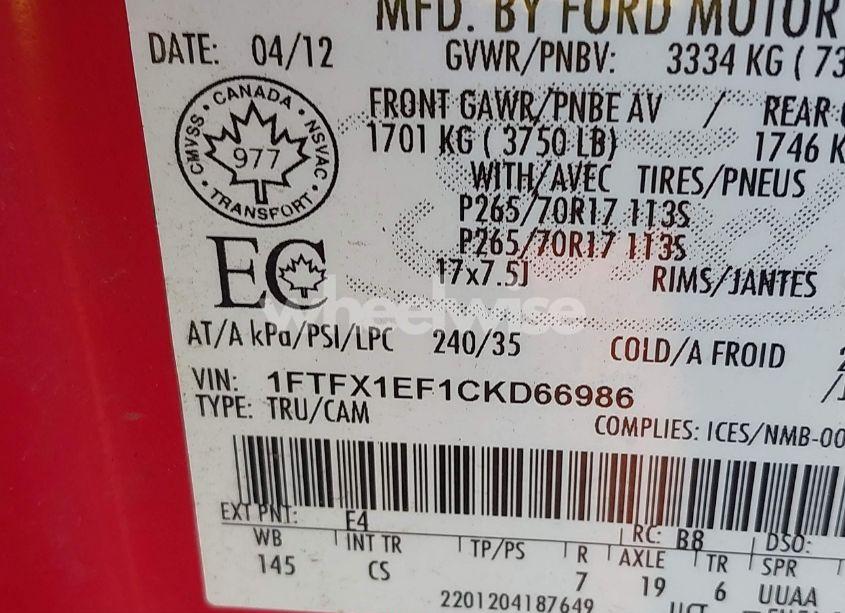 MFD. BY FORD MOTOR
DATE: 04/12 GVWR/PNBV: 3334 KG ( 73
FRONT GAWR/PNBE AV / REAR
1701 KG ( 3750 LB) 1746 K
WITH/AVEC TIRES/PNEUS
P265/70R17 113S
P265/70R17 113S
17x7.5J RIMS/JANTES
CANADA
CMVSS NSVAC
977
TRANSFORT
EC
wheelwise
AT/A kPa/PSI/LPC 240/35 COLD/A FROID 2
VIN: 1FTFX1EF1CKD66986
TYPE: TRU/CAM
COMPLIES: ICES/NMB-00
EXT PNT: E4 RC: B8 DSO:
WB INT TR TP/PS R AXLE TR SPR
145 CS 7 19 6 UUAA
2201204187649